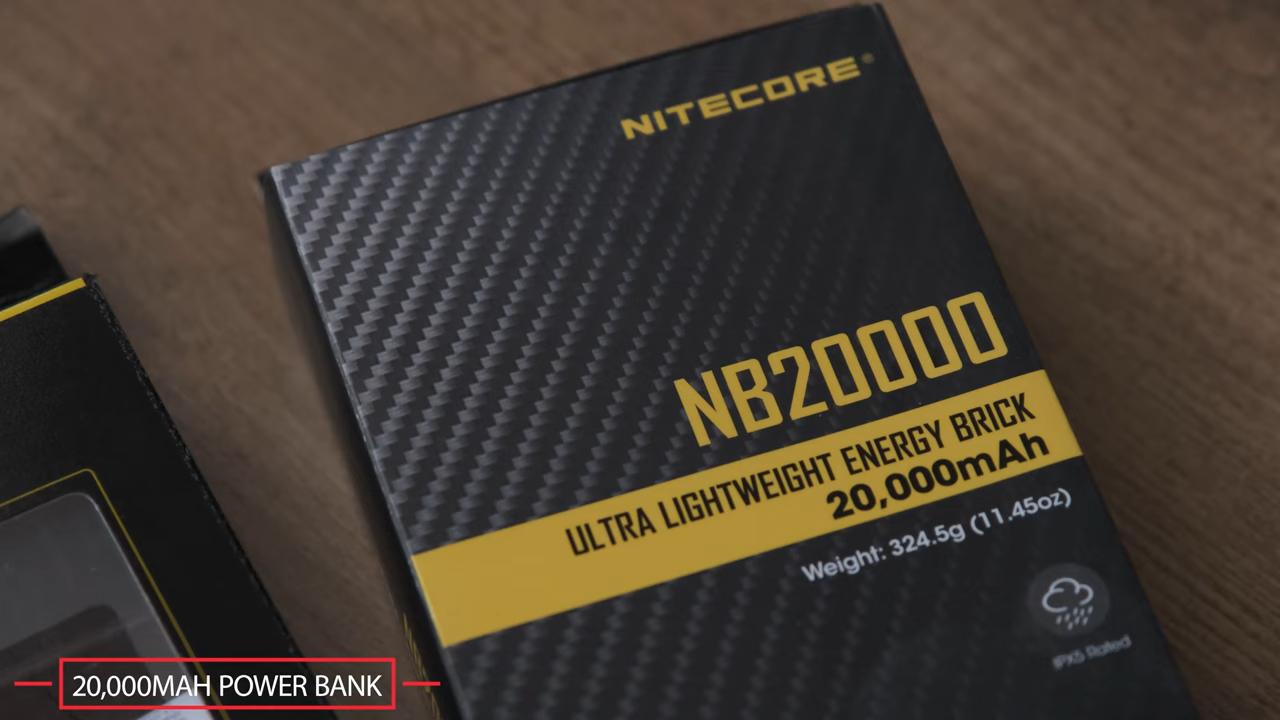 NITECORE®
NB20000
ULTRA LIGHTWEIGHT ENERGY BRICK
20,000mAh
Weight: 324.5g (11.45oz)
IPX5 Rated
20,000MAH POWER BANK